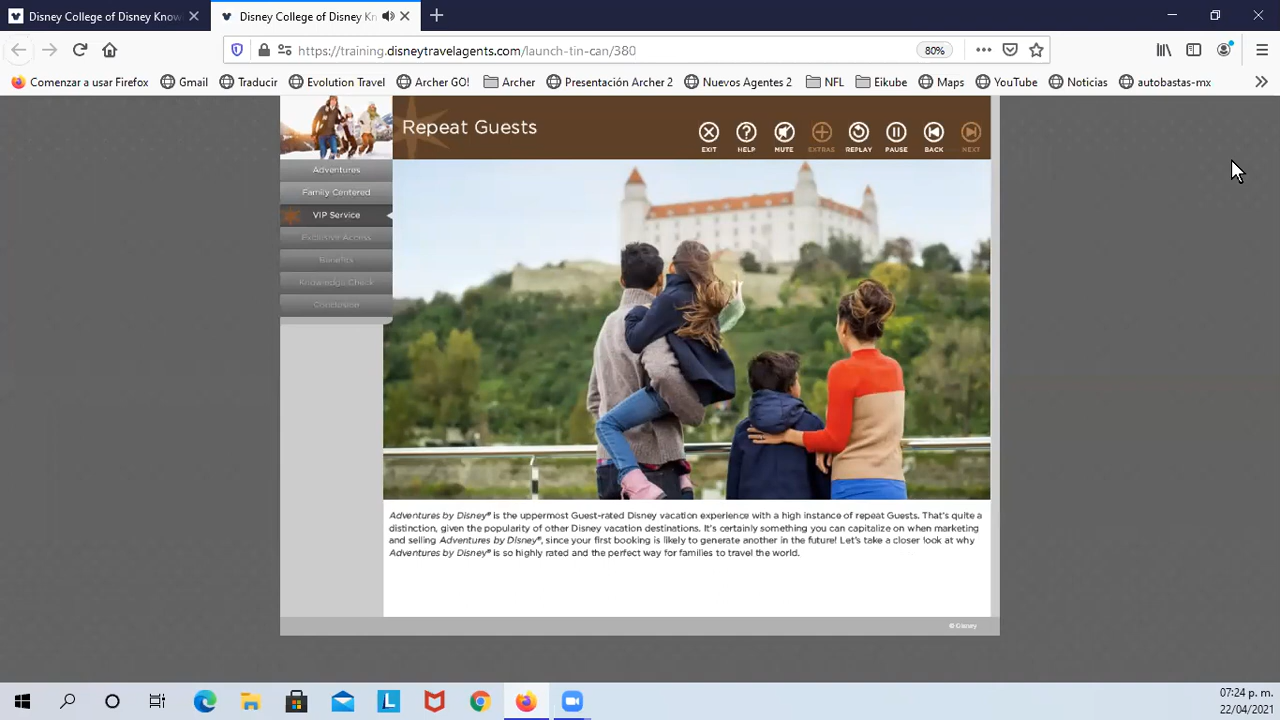 Disney College of Disney Know
Disney College of Disney Kn
https://training.disneytravelagents.com/launch-tin-can/380
80%
Comenzar a usar Firefox
Gmail
Traducir
Evolution Travel
Archer GO!
Archer
Presentación Archer 2
Nuevos Agentes 2
NFL
Eikube
Maps
YouTube
Noticias
autobastas-mx
Repeat Guests
EXIT
HELP
MUTE
EXTRAS
REPLAY
PAUSE
BACK
NEXT
Adventures
Family Centered
VIP Service
Exclusive Access
Benefits
Knowledge Check
Conclusion
Adventures by Disney® is the uppermost Guest-rated Disney vacation experience with a high instance of repeat Guests. That's quite a
distinction, given the popularity of other Disney vacation destinations. It's certainly something you can capitalize on when marketing
and selling Adventures by Disney®, since your first booking is likely to generate another in the future! Let's take a closer look at why
Adventures by Disney® is so highly rated and the perfect way for families to travel the world.
© Disney
07:24 p. m.
22/04/2021